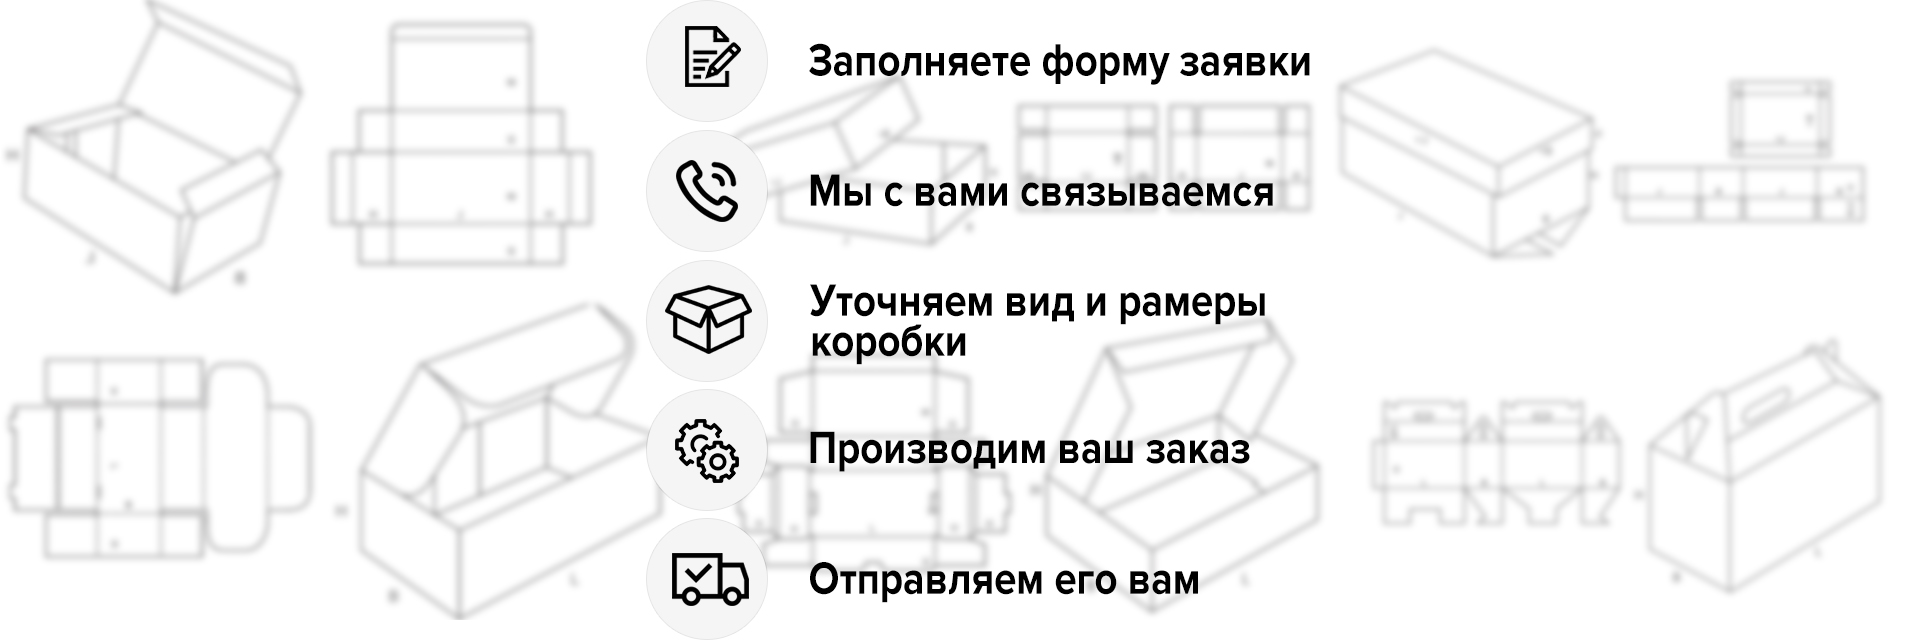 Заполняете форму заявки
Мы с вами связываемся
Уточняем вид и рамеры
коробки
Производим ваш заказ
Отправляем его вам